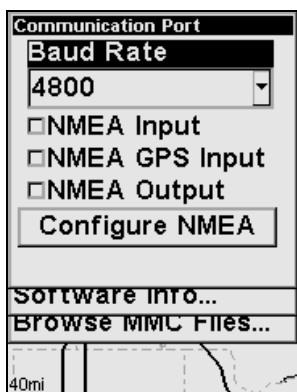 Communication Port
Baud Rate
4800
NMEA Input
NMEA GPS Input
NMEA Output
Configure NMEA
Software Info...
Browse MMC Files...
40mi